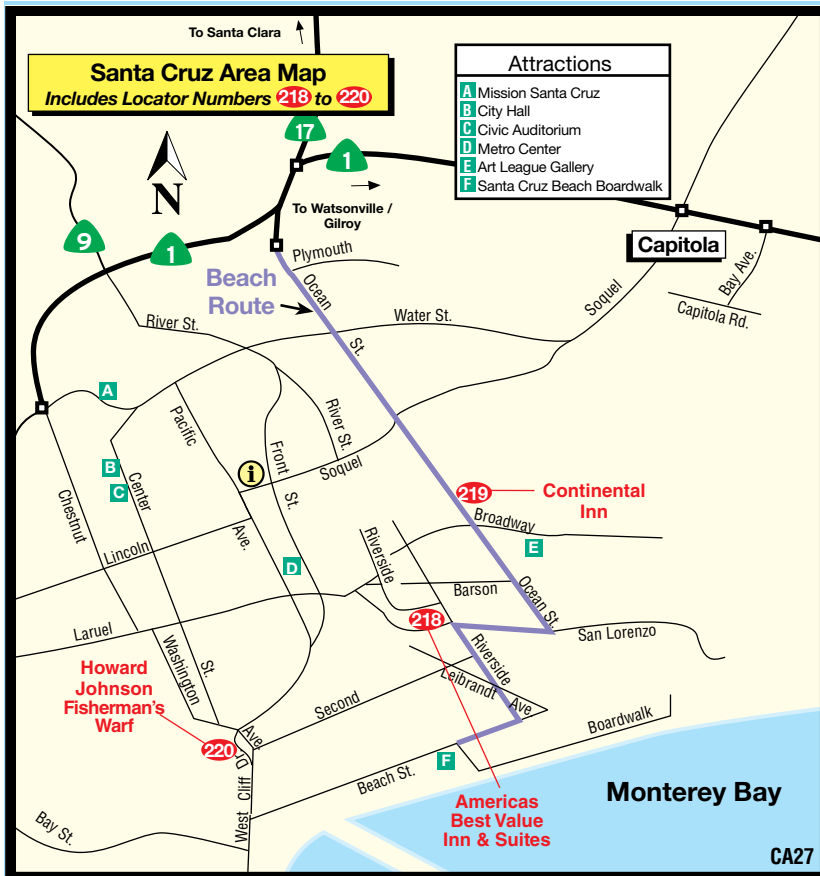 To Santa Clara
Santa Cruz Area Map
Includes Locator Numbers 218 to 220
Attractions
A Mission Santa Cruz
B City Hall
C Civic Auditorium
D Metro Center
E Art League Gallery
F Santa Cruz Beach Boardwalk
17
1
N
To Watsonville /
Gilroy
9
1
Capitola
Plymouth
Beach
Route
Ocean
St.
Bay Ave.
Capitola Rd.
Soquel
Water St.
River St.
A
Pacific
Ave.
River St.
Front
St.
i
Soquel
B
C
Center
St.
Chestnut
Lincoln
D
219
Continental
Inn
Broadway
E
Riverside
Barson
Ocean St.
218
San Lorenzo
Laruel
Washington
Ave
Riverside
Ave
Leibrandt
Howard
Johnson
Fisherman's
Warf
220
Second
Boardwalk
F
Beach St.
West Cliff Dr
Bay St.
Americas
Best Value
Inn & Suites
Monterey Bay
CA27